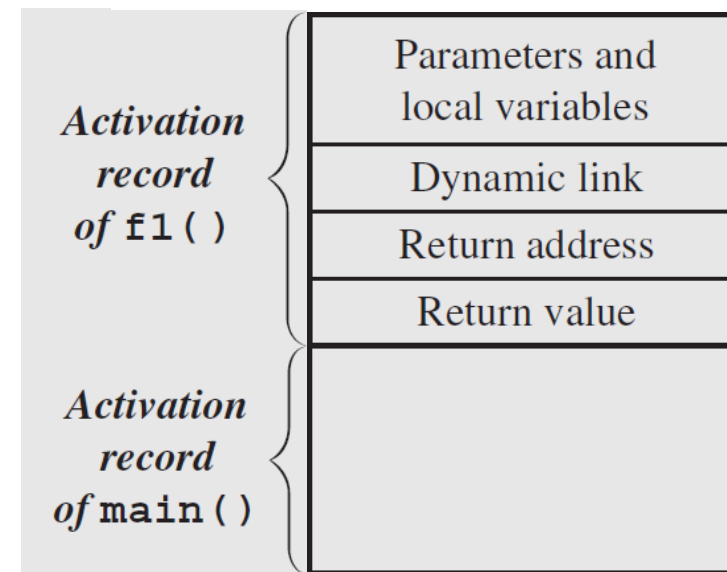 Activation
record
of f1()
Parameters and
local variables
Dynamic link
Return address
Return value
Activation
record
of main()